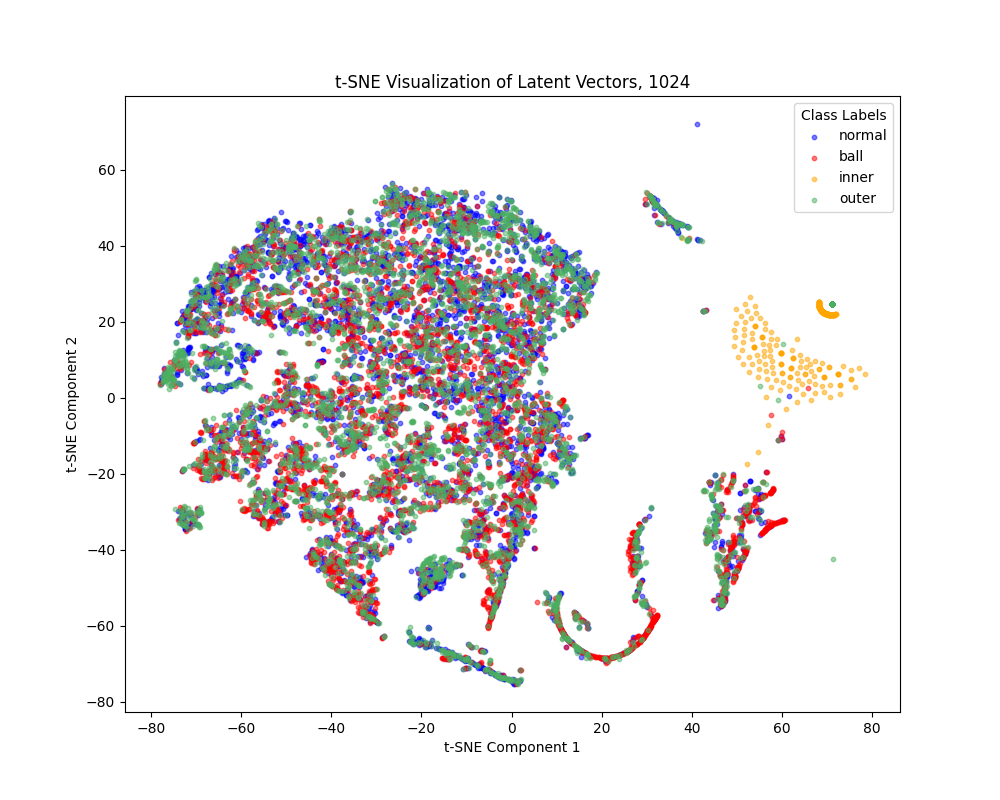 t-SNE Visualization of Latent Vectors, 1024
Class Labels
normal
ball
inner
outer
60
40
20
0
−20
−40
−60
−80
t-SNE Component 2
−80
−60
−40
−20
0
20
40
60
80
t-SNE Component 1